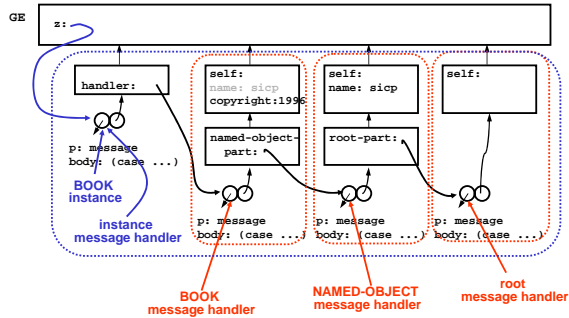 GE
z:
handler:
self:
name: sicp
copyright:1996
self:
name: sicp
self:
named-object-
part:
root-part:
p: message
body: (case ...)
BOOK
instance
instance
message handler
p: message
body: (case ...)
p: message
body: (case ...)
p: message
body: (case ...)
BOOK
message handler
NAMED-OBJECT
message handler
root
message handler